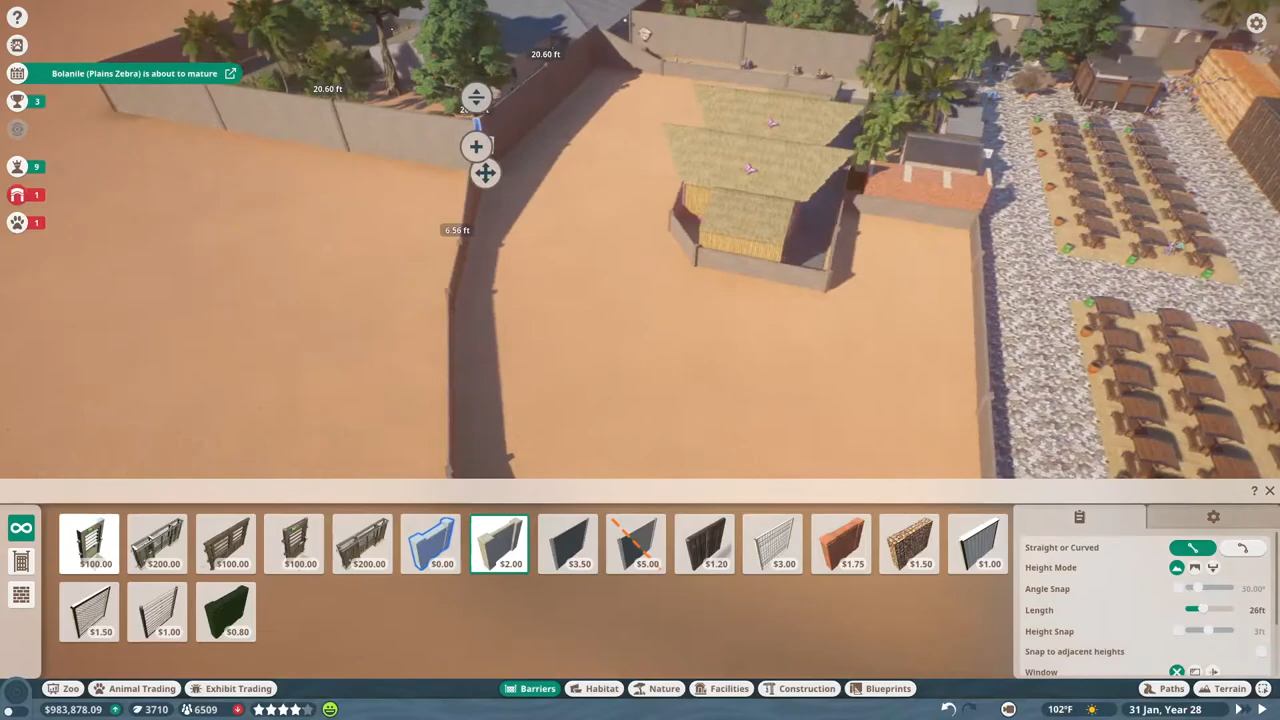 ?
Bolanile (Plains Zebra) is about to mature
3
9
1
1
20.60 ft
20.60 ft
6.56 ft
? ×
$100.00 $200.00 $100.00 $100.00 $200.00 $0.00 $2.00 $3.50 $5.00 $1.20 $3.00 $1.75 $1.50 $1.00
$1.50 $1.00 $0.80
Straight or Curved
Height Mode
Angle Snap 30.00°
Length 26ft
Height Snap 3ft
Snap to adjacent heights
Window
Zoo Animal Trading Exhibit Trading Barriers Habitat Nature Facilities Construction Blueprints Paths Terrain
$983,878.09 3710 6509 102°F 31 Jan, Year 28